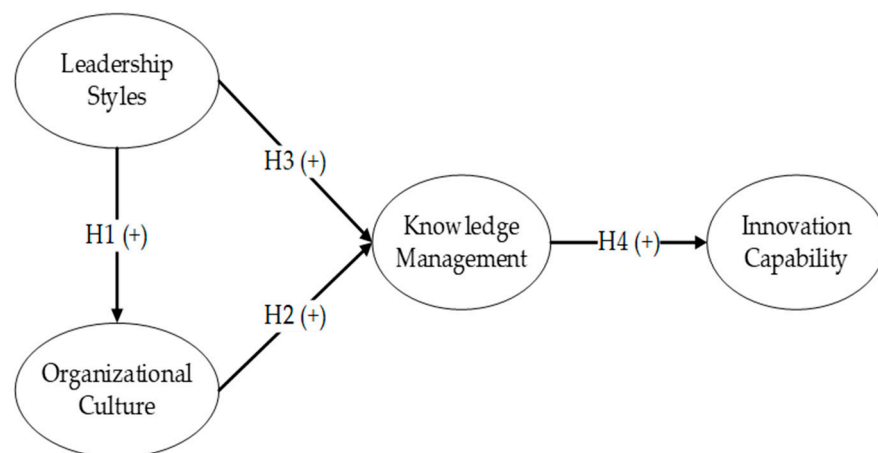 Leadership
Styles
H3 (+)
H1 (+)
Knowledge
Management
H4 (+)
Innovation
Capability
H2 (+)
Organizational
Culture